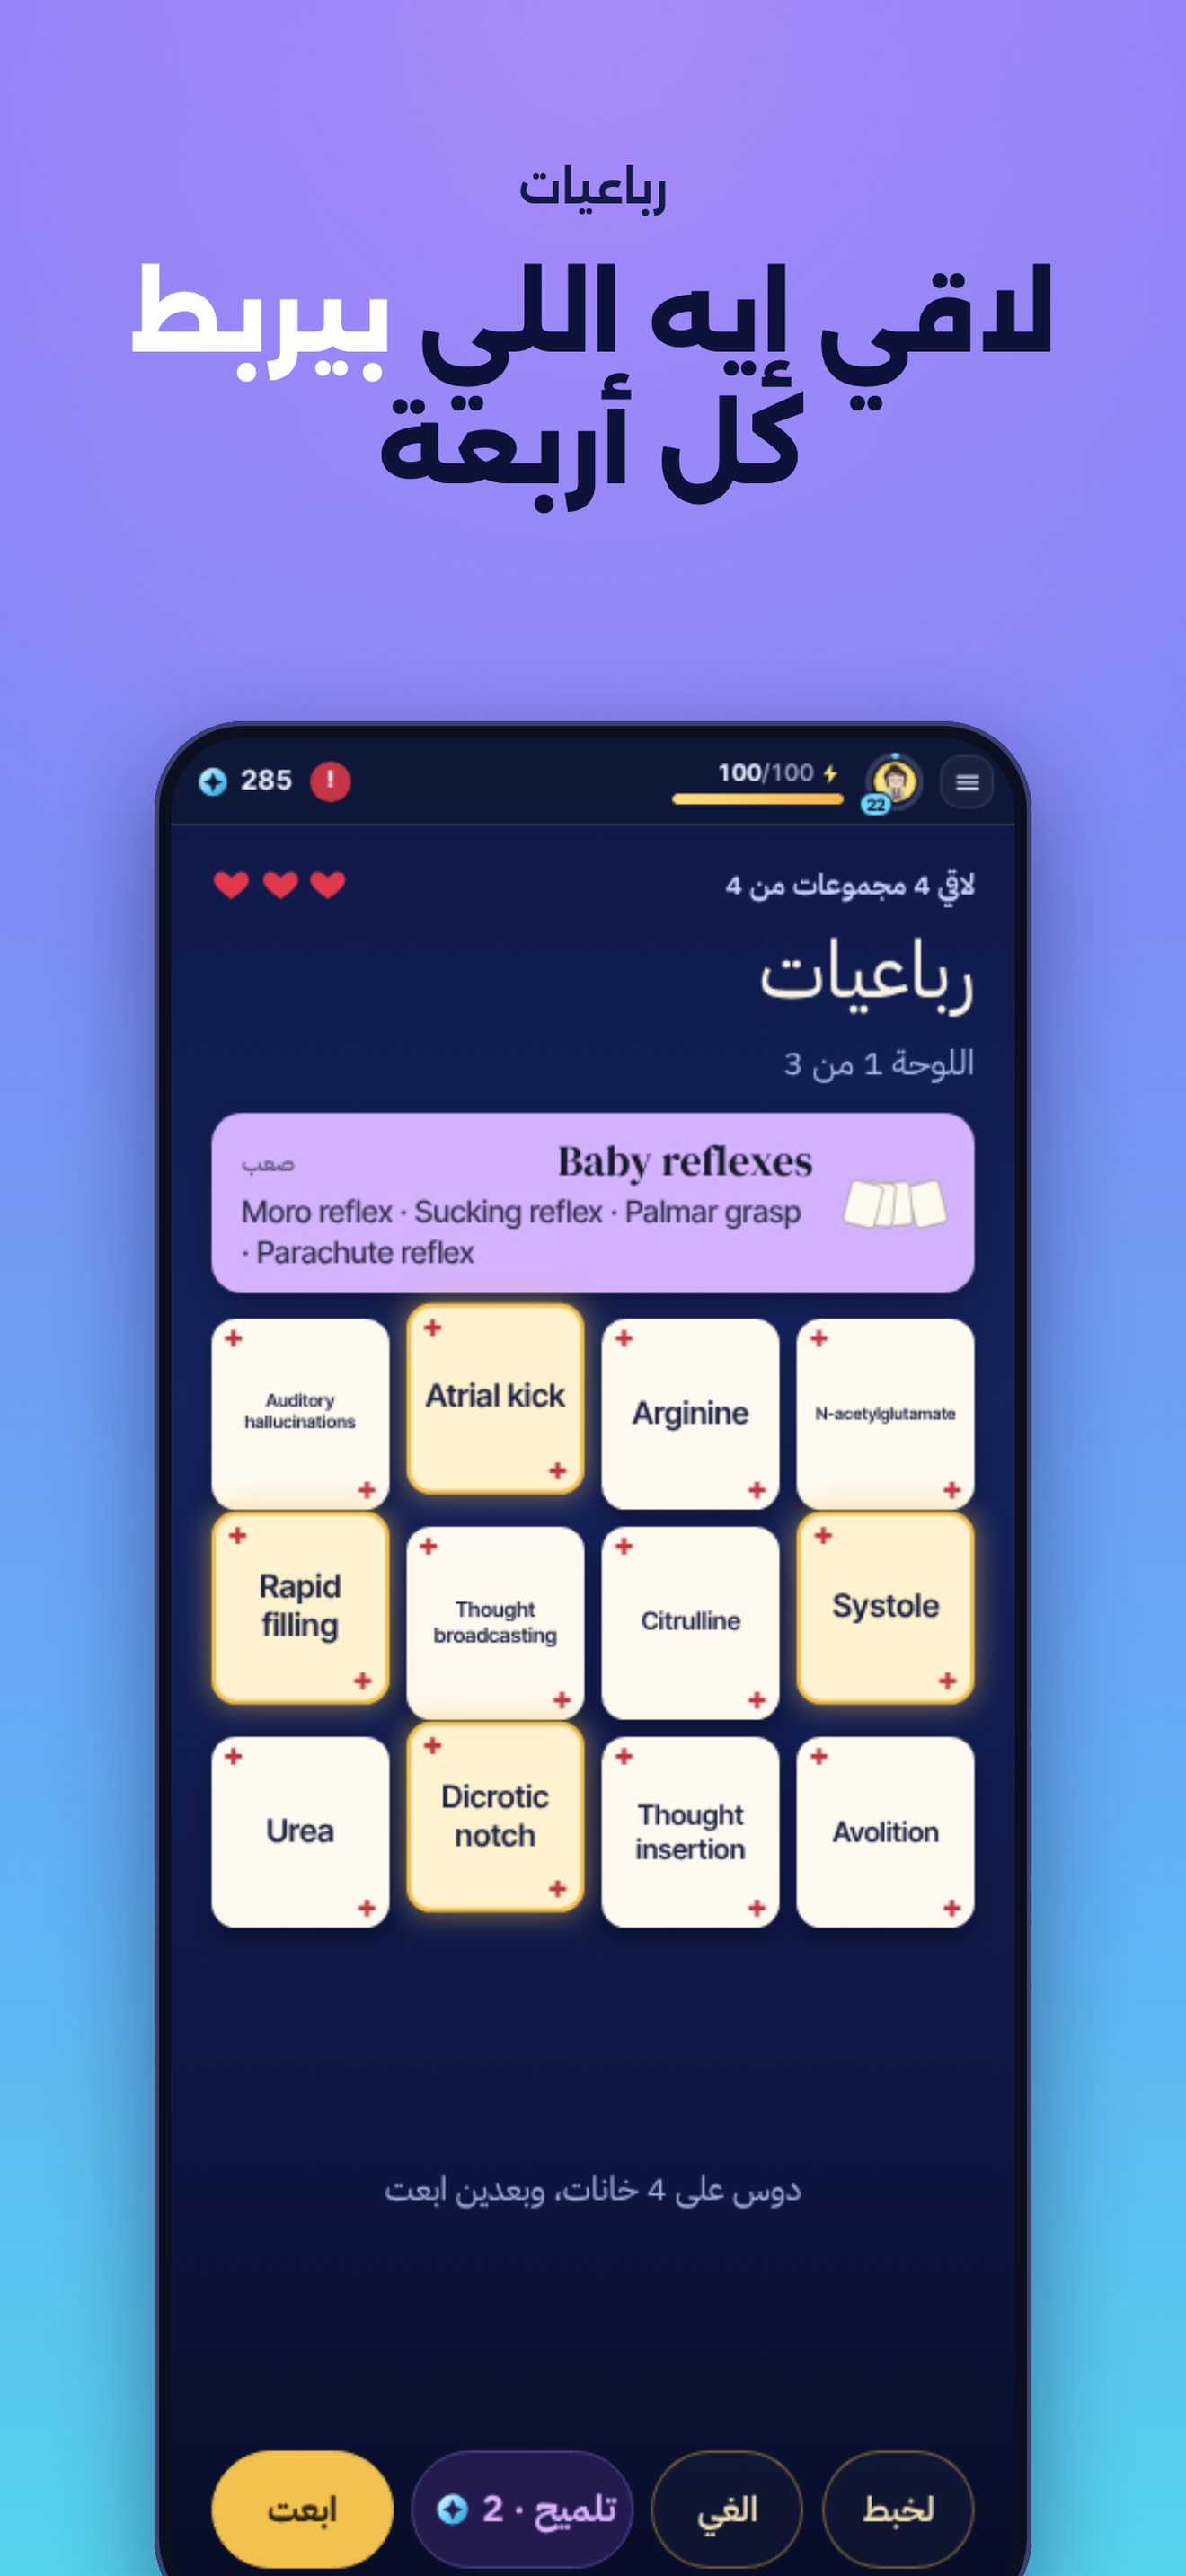 رباعيات
لاقي إيه اللي بيربط
كل أربعة
285 !
100/100
22
لاقي 4 مجموعات من 4
رباعيات
اللوحة 1 من 3
Baby reflexes
صعب
Moro reflex · Sucking reflex · Palmar grasp
· Parachute reflex
Auditory
hallucinations
Atrial kick
Arginine
N-acetylglutamate
Rapid
filling
Thought
broadcasting
Citrulline
Systole
Urea
Dicrotic
notch
Thought
insertion
Avolition
دوس على 4 خانات، وبعدين ابعت
لخبط
الغي
تلميح · 2
ابعت